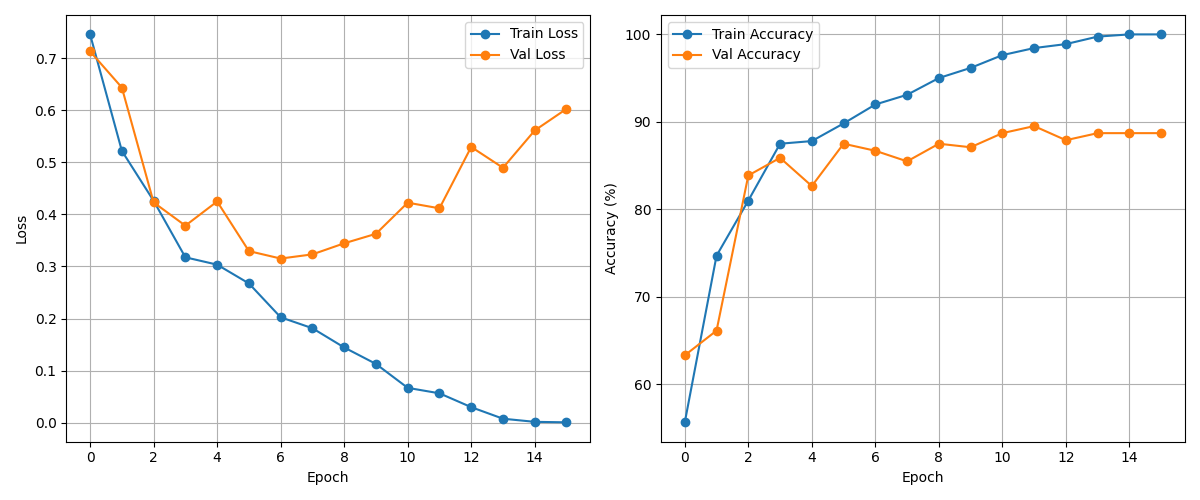 Train Loss
Val Loss
Loss
0.7
0.6
0.5
0.4
0.3
0.2
0.1
0.0
0 2 4 6 8 10 12 14
Epoch
Train Accuracy
Val Accuracy
Accuracy (%)
100
90
80
70
60
0 2 4 6 8 10 12 14
Epoch